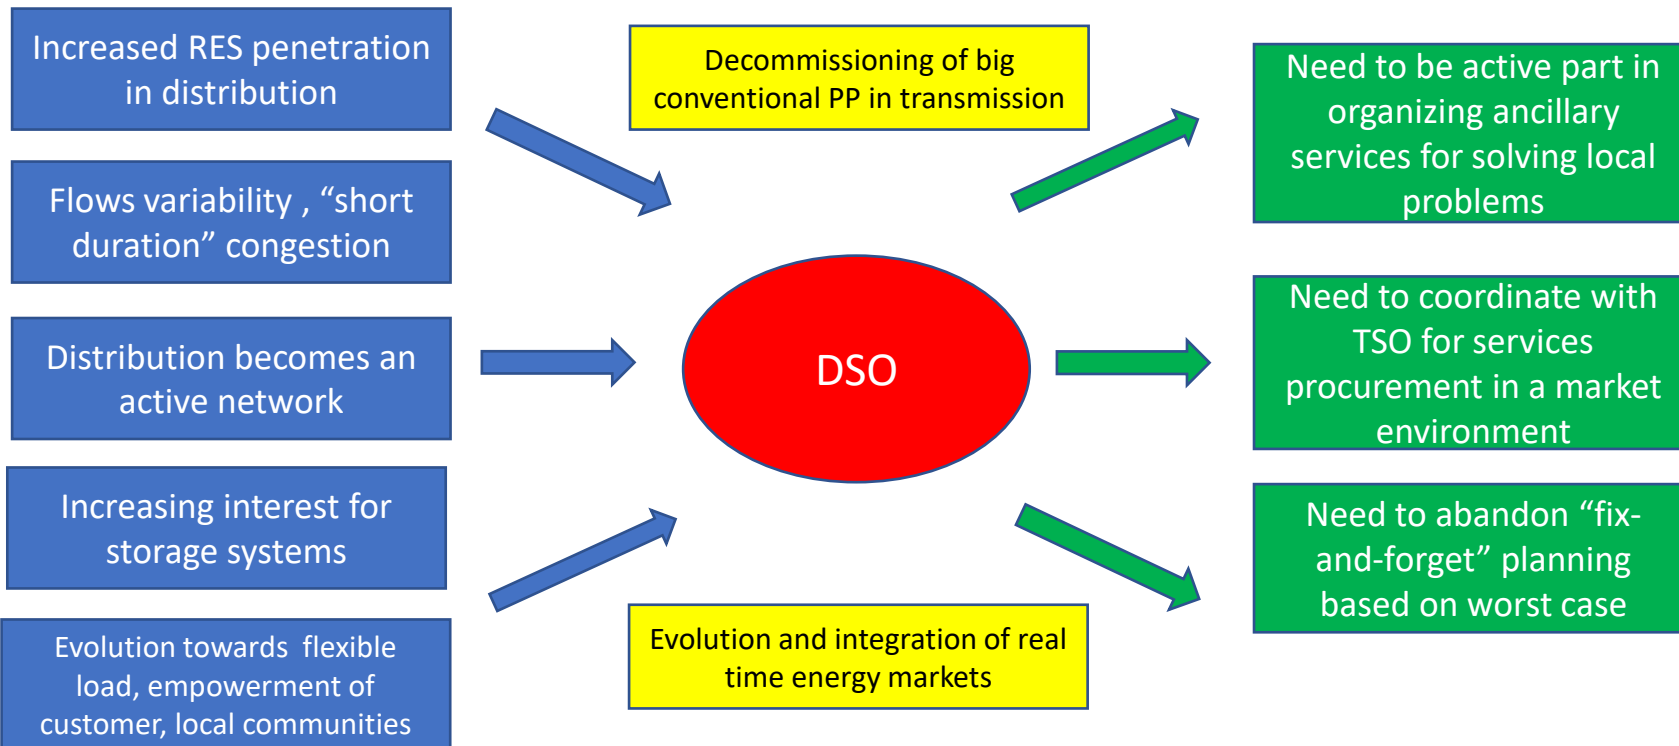 Increased RES penetration
in distribution
Flows variability , “short
duration” congestion
Distribution becomes an
active network
Increasing interest for
storage systems
Evolution towards  flexible
load, empowerment of
customer, local communities
Decommissioning of big
conventional PP in transmission
DSO
Evolution and integration of real
time energy markets
Need to be active part in
organizing ancillary
services for solving local
problems
Need to coordinate with
TSO for services
procurement in a market
environment
Need to abandon “fix-
and-forget” planning
based on worst case